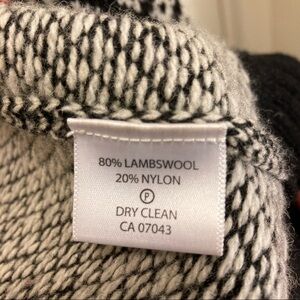 80% LAMBSWOOL
20% NYLON
P
DRY CLEAN
CA 07043